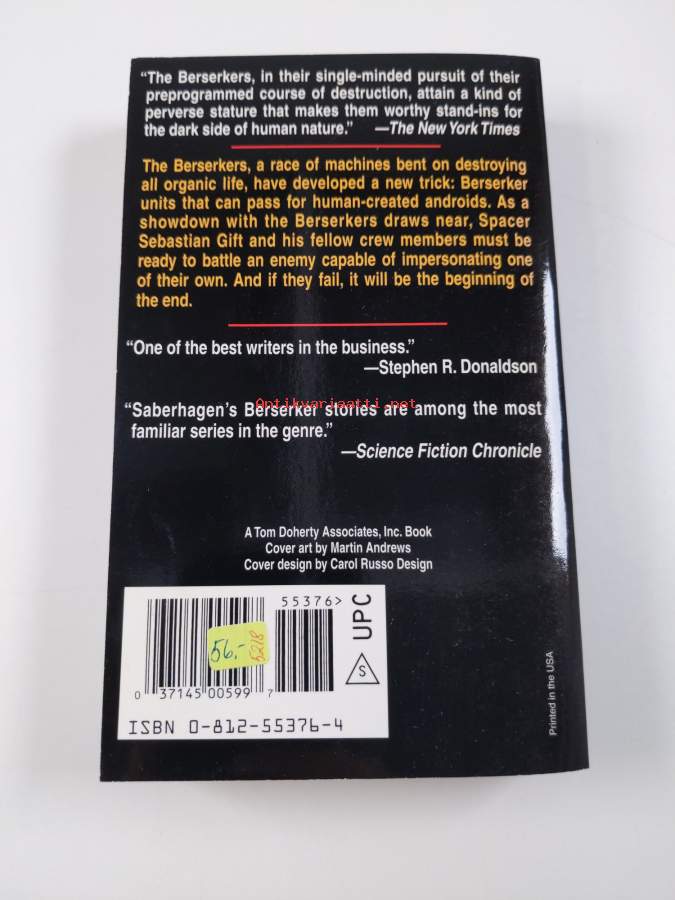 “The Berserkers, in their single-minded pursuit of their
preprogrammed course of destruction, attain a kind of
perverse stature that makes them worthy stand-ins for
the dark side of human nature.” —The New York Times
The Berserkers, a race of machines bent on destroying
all organic life, have developed a new trick: Berserker
units that can pass for human-created androids. As a
showdown with the Berserkers draws near, Spacer
Sebastian Gift and his fellow crew members must be
ready to battle an enemy capable of impersonating one
of their own. And if they fail, it will be the beginning of
the end.
“One of the best writers in the business.”
—Stephen R. Donaldson
Antikvariaatti.net
“Saberhagen's Berserker stories are among the most
familiar series in the genre.”
—Science Fiction Chronicle
A Tom Doherty Associates, Inc. Book
Cover art by Martin Andrews
Cover design by Carol Russo Design
55376>
UPC
S
56,- 5218
0 37145 00599 7
ISBN 0-812-55376-4
Printed in the USA